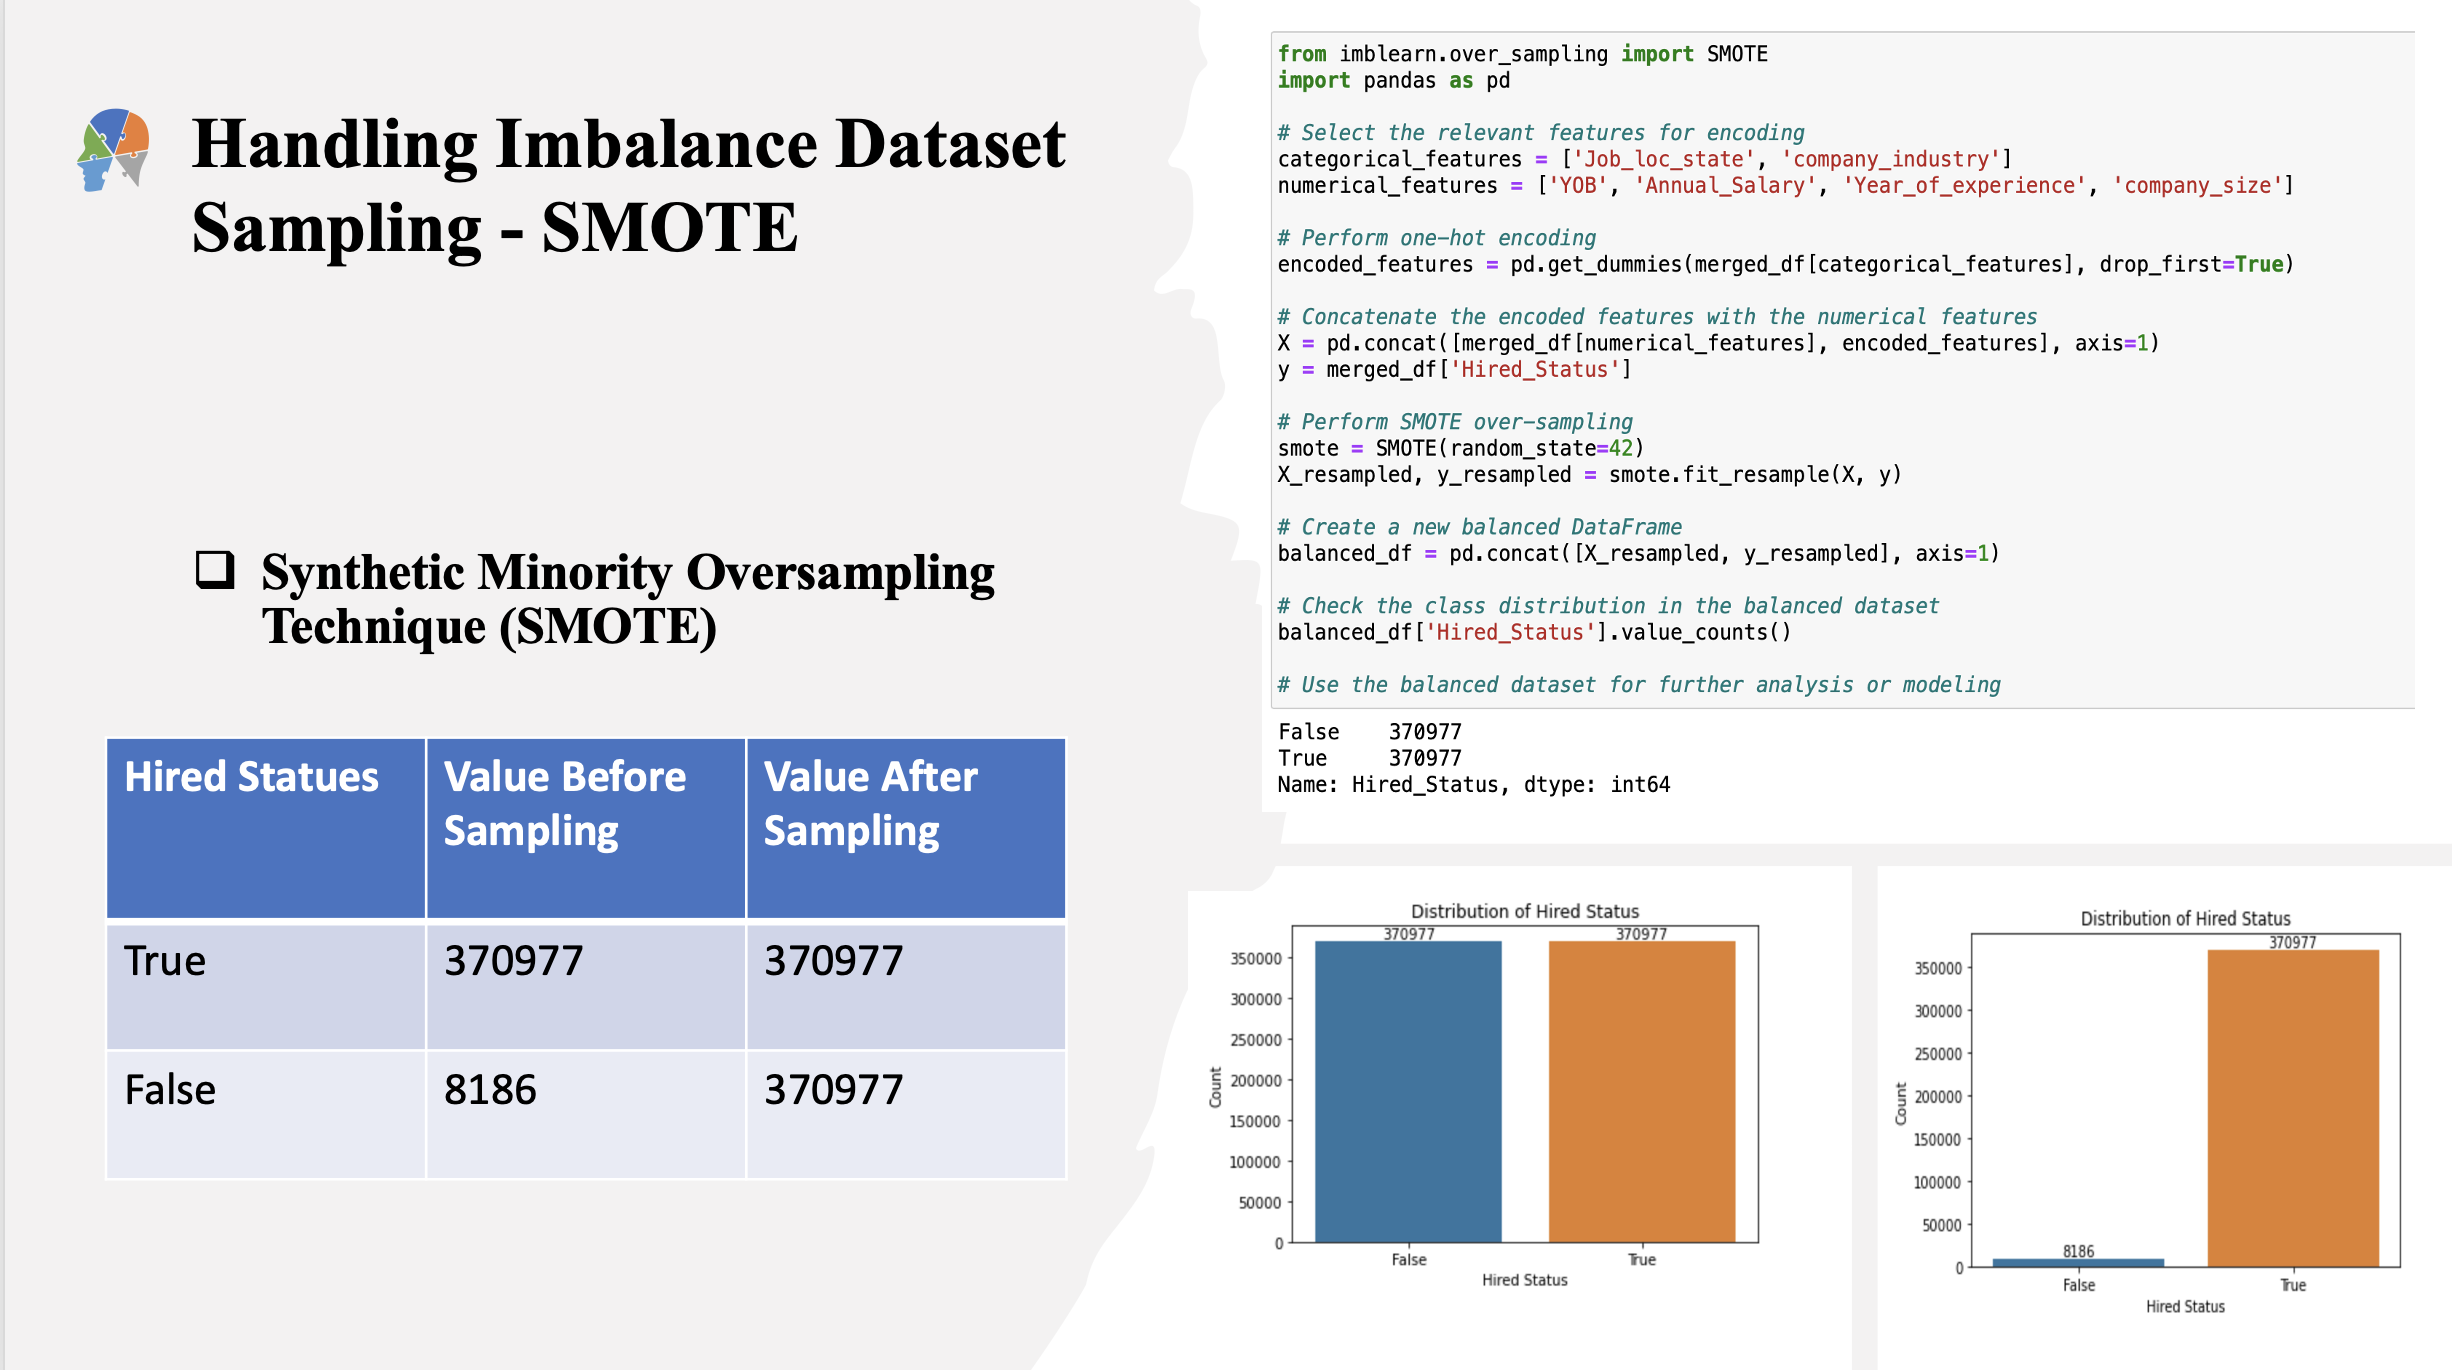 Handling Imbalance Dataset
Sampling - SMOTE
Synthetic Minority Oversampling
Technique (SMOTE)
Hired Statues
Value Before
Sampling
Value After
Sampling
True
370977
370977
False
8186
370977
from imblearn.over_sampling import SMOTE
import pandas as pd
# Select the relevant features for encoding
categorical_features = ['Job_loc_state', 'company_industry']
numerical_features = ['YOB', 'Annual_Salary', 'Year_of_experience', 'company_size']
# Perform one-hot encoding
encoded_features = pd.get_dummies(merged_df[categorical_features], drop_first=True)
# Concatenate the encoded features with the numerical features
X = pd.concat([merged_df[numerical_features], encoded_features], axis=1)
y = merged_df['Hired_Status']
# Perform SMOTE over-sampling
smote = SMOTE(random_state=42)
X_resampled, y_resampled = smote.fit_resample(X, y)
# Create a new balanced DataFrame
balanced_df = pd.concat([X_resampled, y_resampled], axis=1)
# Check the class distribution in the balanced dataset
balanced_df['Hired_Status'].value_counts()
# Use the balanced dataset for further analysis or modeling
False    370977
True     370977
Name: Hired_Status, dtype: int64
Distribution of Hired Status
370977
370977
350000
300000
250000
200000
150000
100000
50000
0
Count
False
True
Hired Status
Distribution of Hired Status
370977
350000
300000
250000
200000
150000
100000
50000
0
Count
8186
False
True
Hired Status